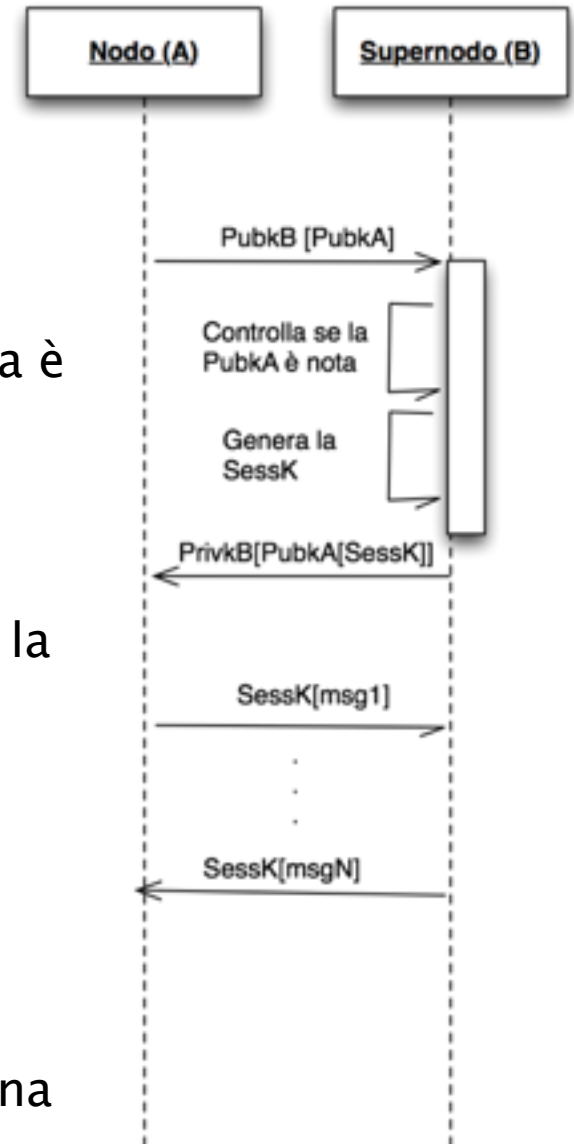 Nodo (A)
Supernodo (B)
PubkB [PubkA]
Controlla se la
PubkA è nota
a è
Genera la
SessK
PrivkB[PubkA[SessK]]
la
SessK[msg1]
.
.
.
SessK[msgN]
na